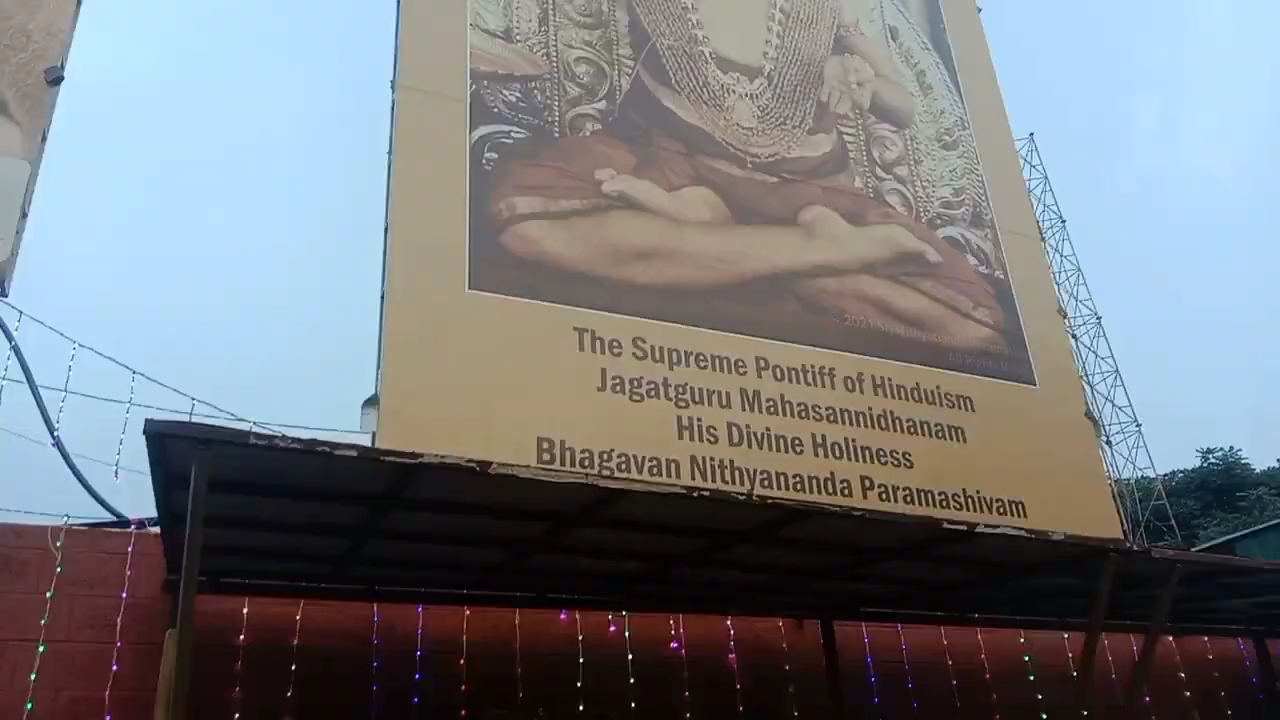 The Supreme Pontiff of Hinduism
Jagatguru Mahasannidhanam
His Divine Holiness
Bhagavan Nithyananda Paramashivam